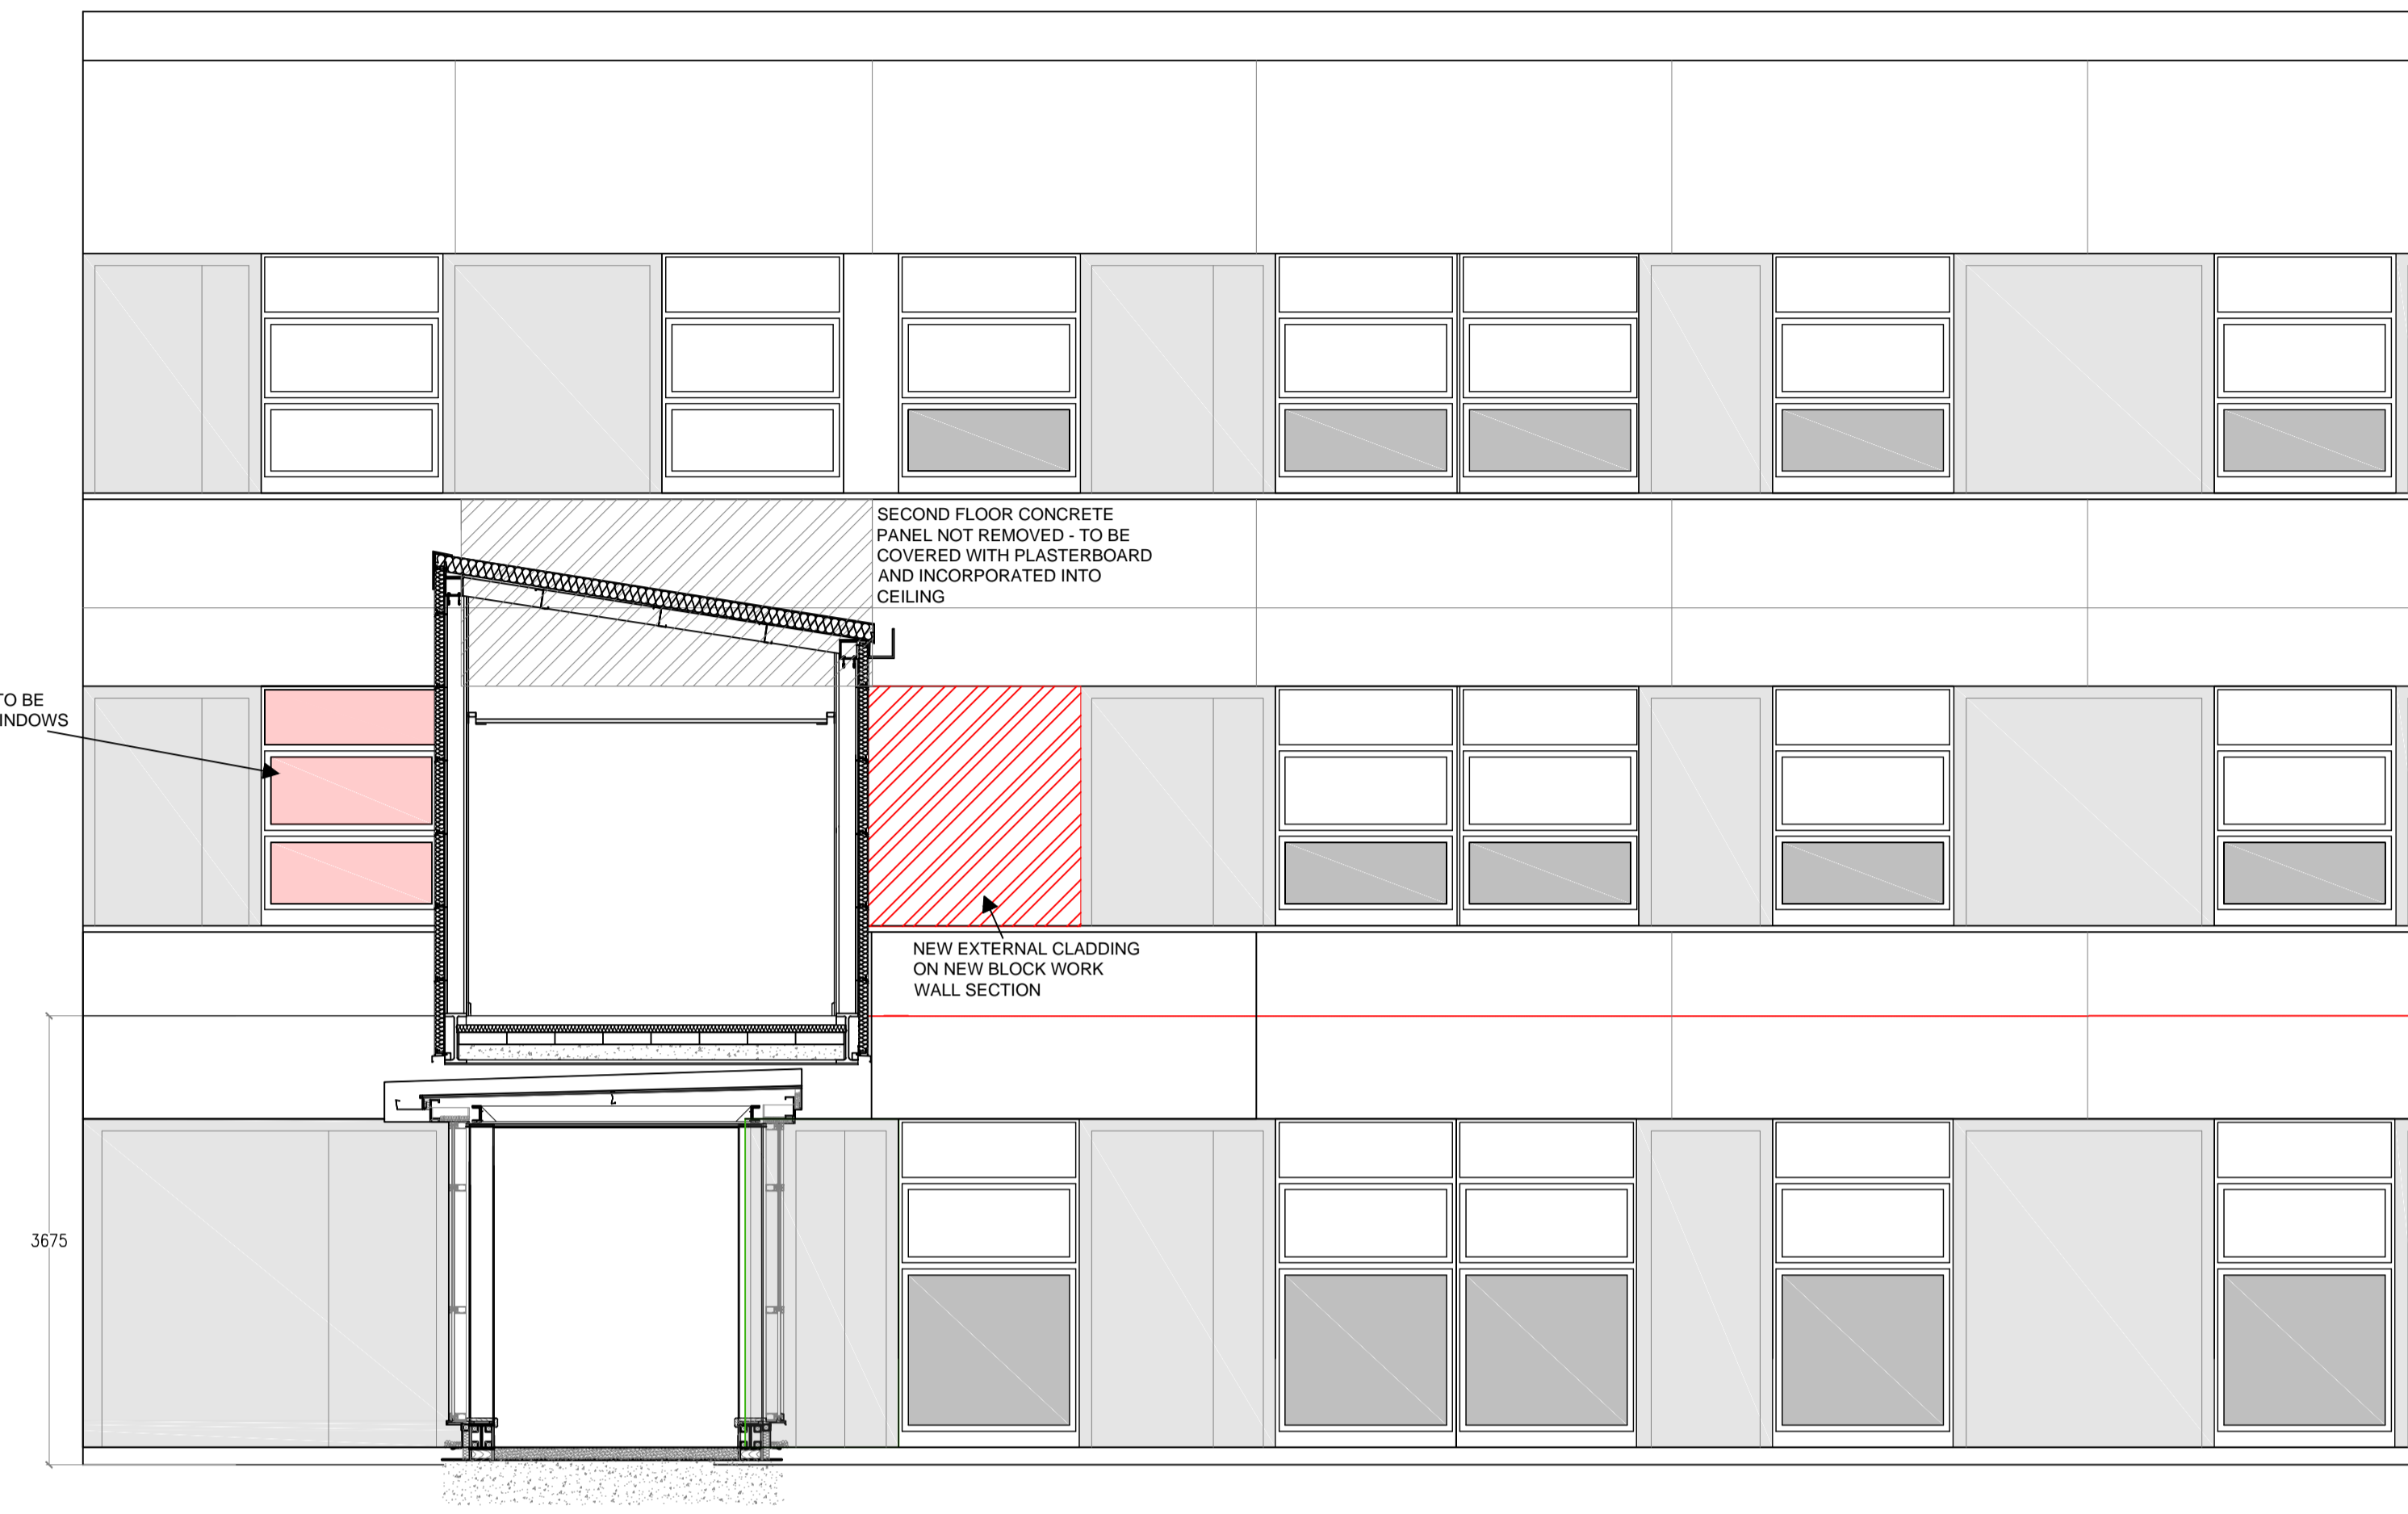 SECOND FLOOR CONCRETE
PANEL NOT REMOVED - TO BE
COVERED WITH PLASTERBOARD
AND INCORPORATED INTO
CEILING
TO BE
INDOWS
NEW EXTERNAL CLADDING
ON NEW BLOCK WORK
WALL SECTION
3675